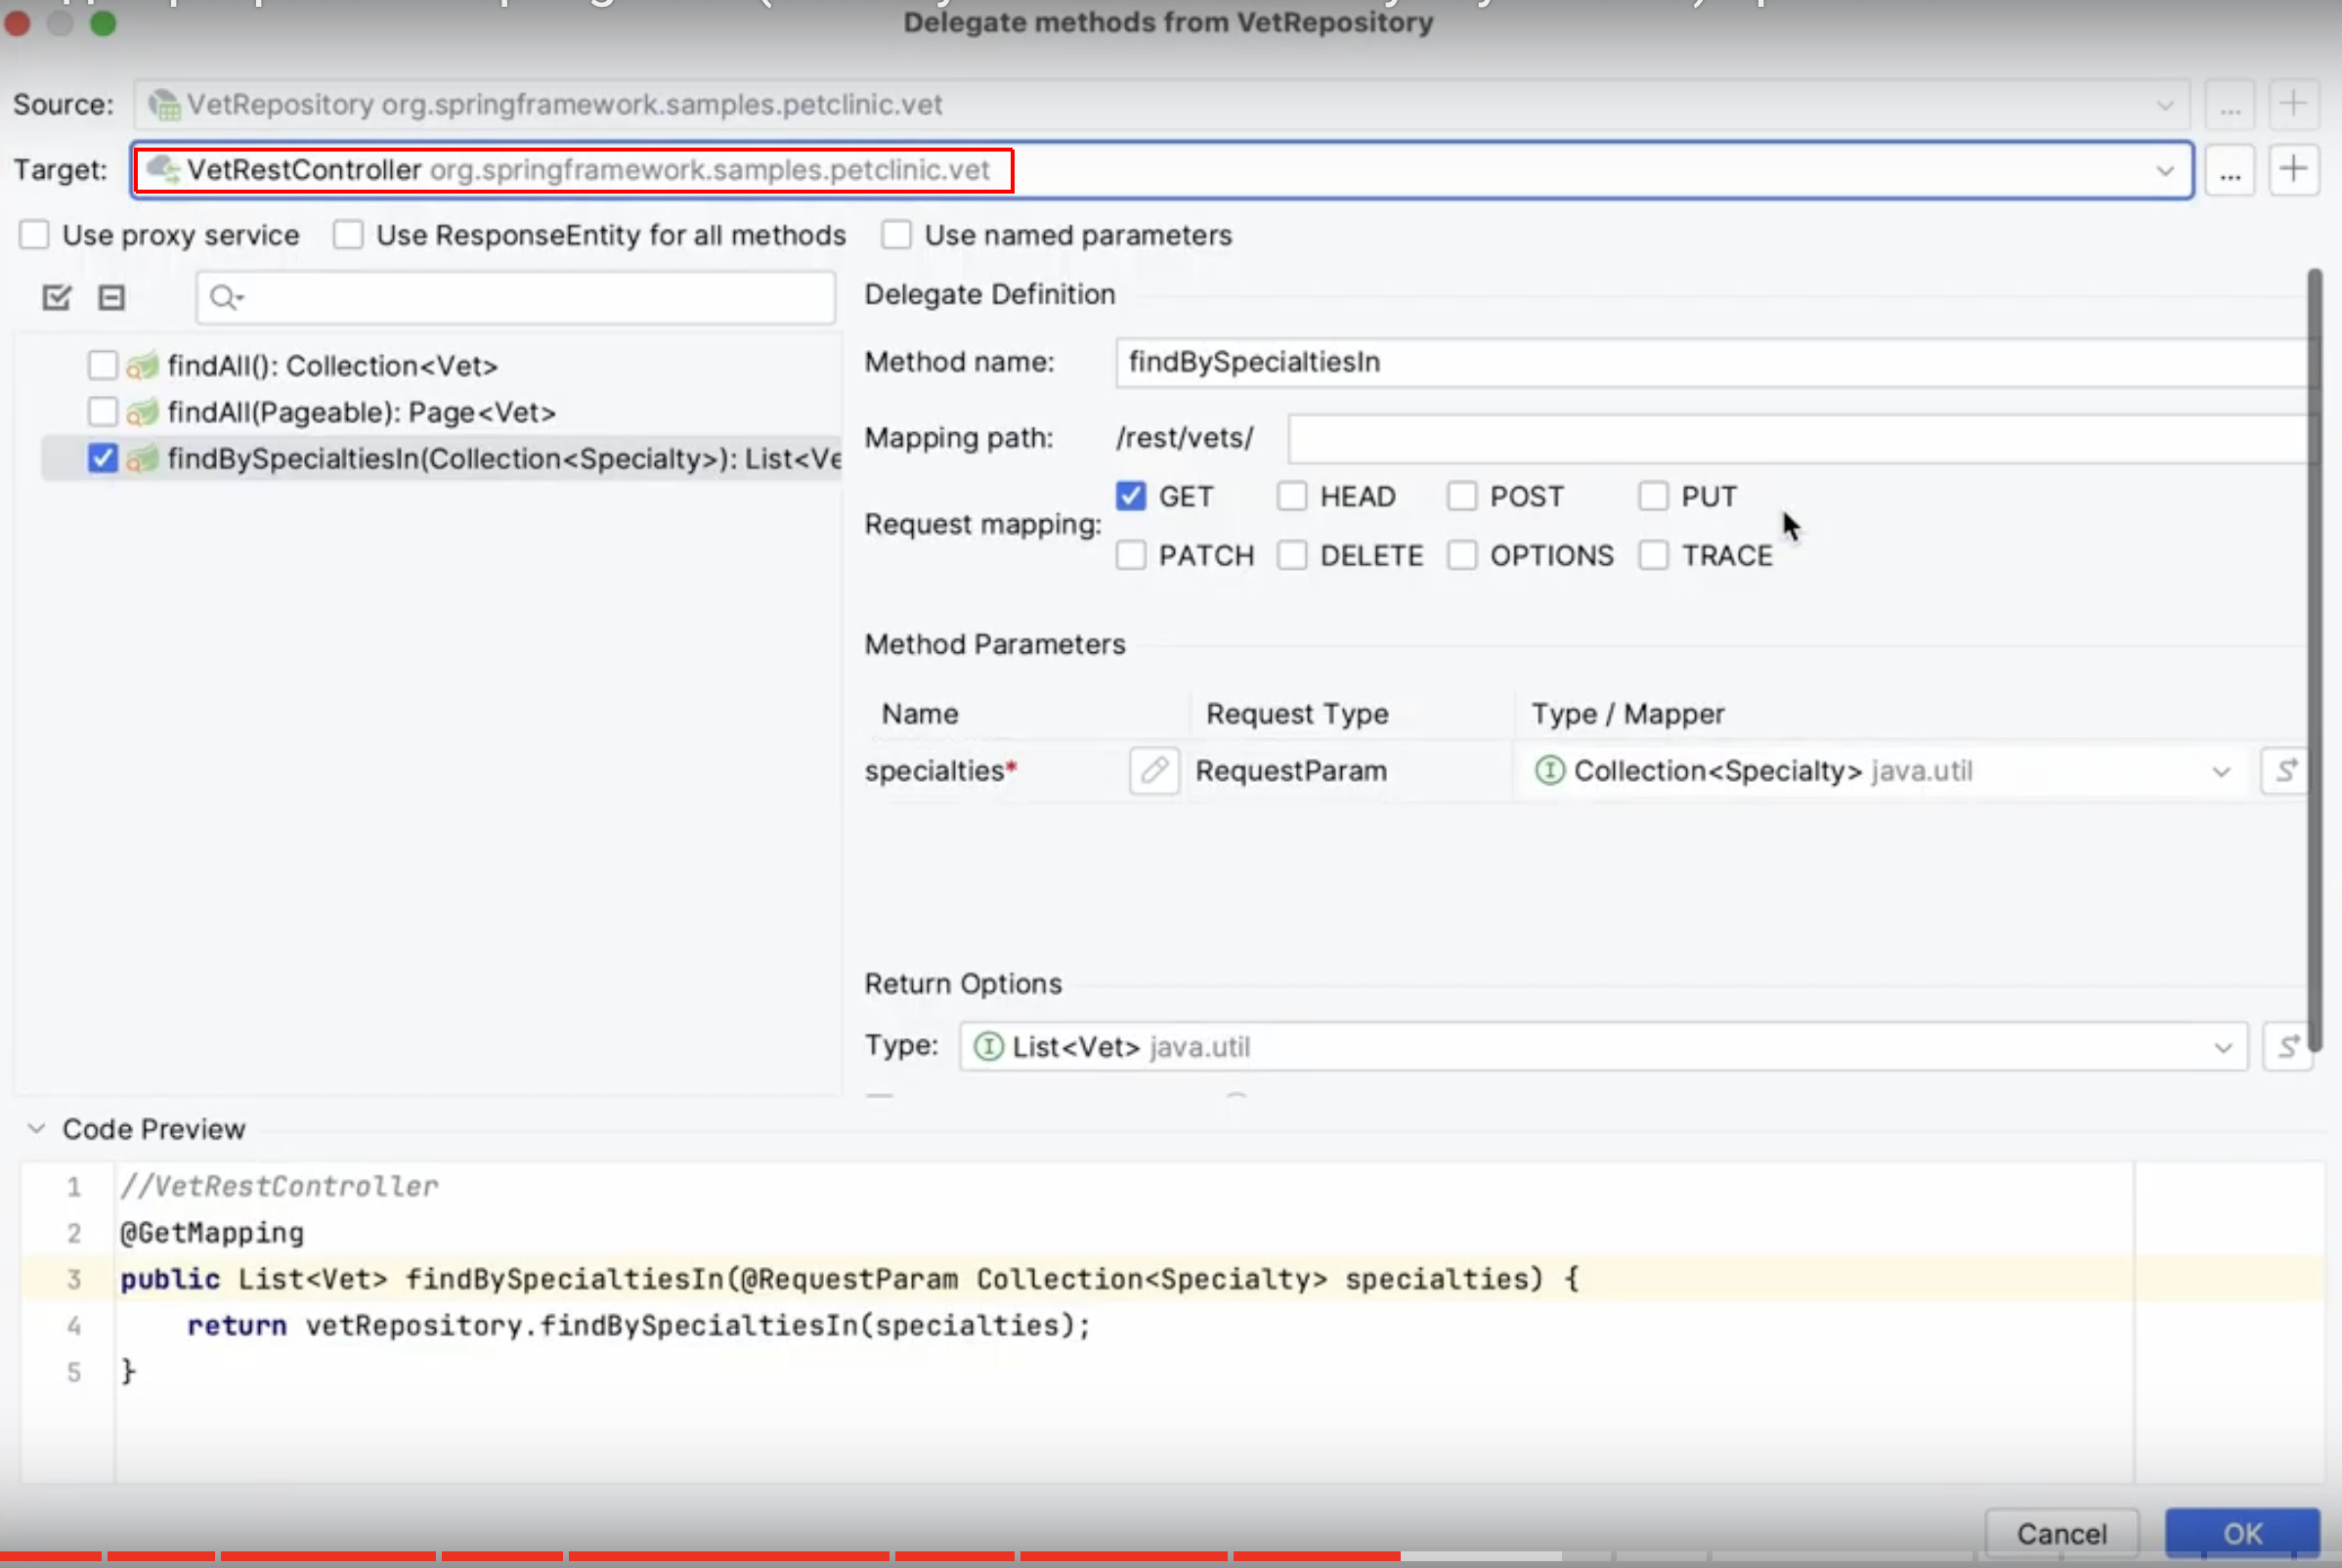 Delegate methods from VetRepository
Source: VetRepository org.springframework.samples.petclinic.vet ...
Target: VetRestController org.springframework.samples.petclinic.vet ...
Use proxy service Use ResponseEntity for all methods Use named parameters
Delegate Definition
findAll(): Collection<Vet>
findAll(Pageable): Page<Vet>
findBySpecialtiesIn(Collection<Specialty>): List<Ve
Method name: findBySpecialtiesIn
Mapping path: /rest/vets/
Request mapping:
GET HEAD POST PUT
PATCH DELETE OPTIONS TRACE
Method Parameters
Name Request Type Type / Mapper
specialties* RequestParam Collection<Specialty> java.util
Return Options
Type: List<Vet> java.util
Code Preview
1 //VetRestController
2 @GetMapping
3 public List<Vet> findBySpecialtiesIn(@RequestParam Collection<Specialty> specialties) {
4 return vetRepository.findBySpecialtiesIn(specialties);
5 }
Cancel OK